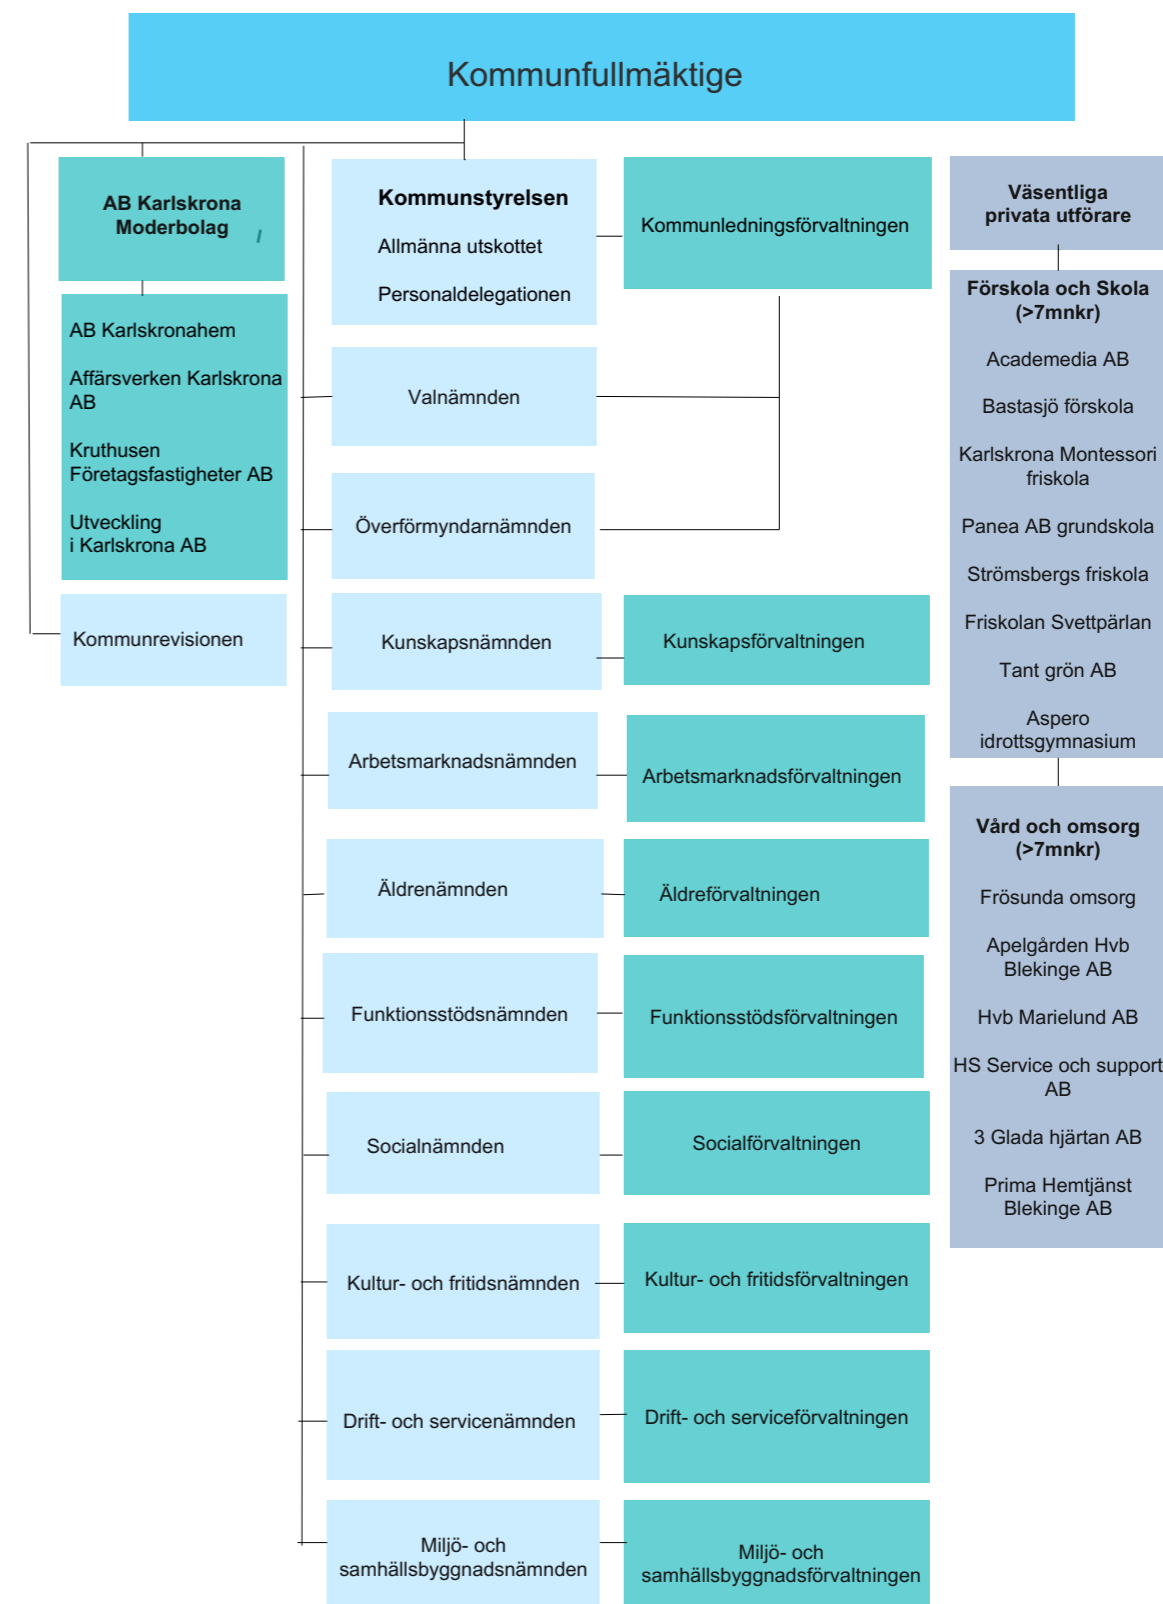 Kommunfullmäktige
AB Karlskrona
Moderbolag
AB Karlskronahem
Affärsverken Karlskrona
AB
Kruthusen
Företagsfastigheter AB
Utveckling
i Karlskrona AB
Kommunrevisionen
Kommunstyrelsen
Allmänna utskottet
Personaldelegationen
Kommunledningsförvaltningen
Valnämnden
Överförmyndarnämnden
Kunskapsnämnden
Kunskapsförvaltningen
Arbetsmarknadsnämnden
Arbetsmarknadsförvaltningen
Äldrenämnden
Äldreförvaltningen
Funktionsstödsnämnden
Funktionsstödsförvaltningen
Socialnämnden
Socialförvaltningen
Kultur- och fritidsnämnden
Kultur- och fritidsförvaltningen
Drift- och servicenämnden
Drift- och serviceförvaltningen
Miljö- och
samhällsbyggnadsnämnden
Miljö- och
samhällsbyggnadsförvaltningen
Väsentliga
privata utförare
Förskola och Skola
(>7mnkr)
Academedia AB
Bastasjö förskola
Karlskrona Montessori
friskola
Panea AB grundskola
Strömsbergs friskola
Friskolan Svettpärlan
Tant grön AB
Aspero
idrottsgymnasium
Vård och omsorg
(>7mnkr)
Frösunda omsorg
Apelgården Hvb
Blekinge AB
Hvb Marielund AB
HS Service och support
AB
3 Glada hjärtan AB
Prima Hemtjänst
Blekinge AB